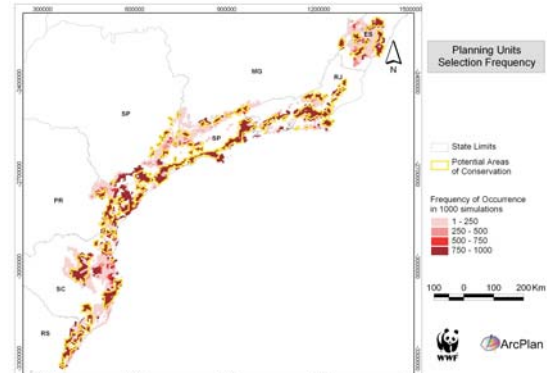 300000 600000 900000 1200000 1500000
ES
Planning Units
Selection Frequency
N
MG
RJ
SP
SP
State Limits
Potential Areas
of Conservation
PR
Frequency of Occurrence
in 1000 simulations
1 - 250
250 - 500
500 - 750
750 - 1000
SC
100 0 100 200 Km
RS
WWF
ArcPlan